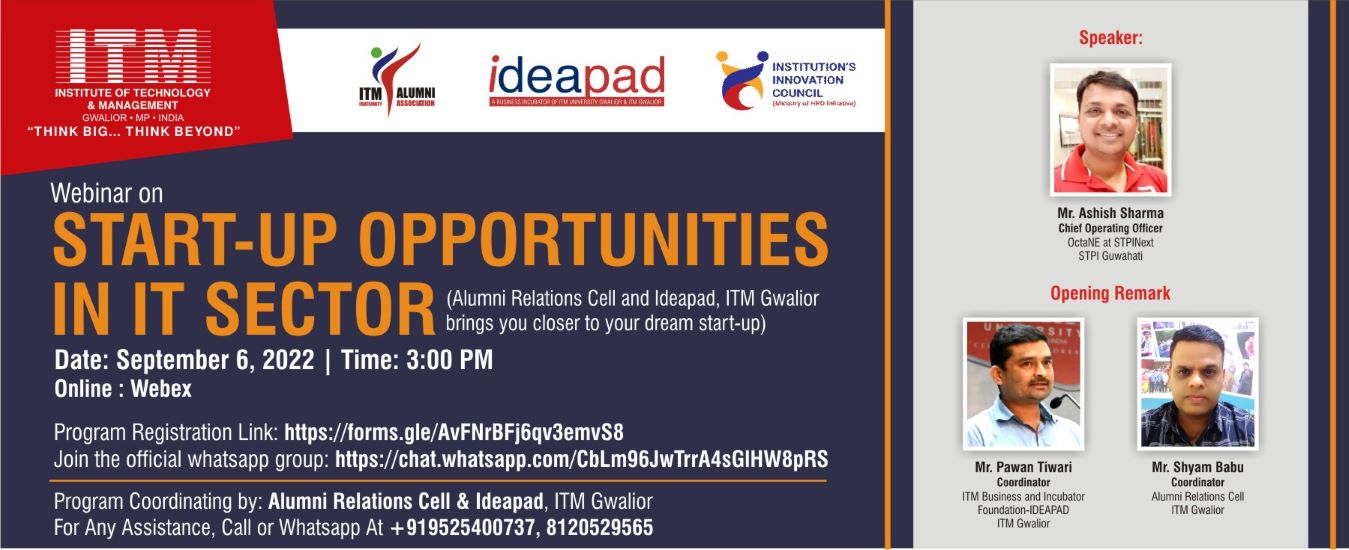 ITM
INSTITUTE OF TECHNOLOGY
& MANAGEMENT
GWALIOR • MP • INDIA
“THINK BIG... THINK BEYOND”
ITM ALUMNI
FRATERNITY ASSOCIATION
ideapad
A BUSINESS INCUBATOR OF ITM UNIVERSITY GWALIOR & ITM GWALIOR
INSTITUTION'S
INNOVATION
COUNCIL
(Ministry of HRD Initiative)
Webinar on
START-UP OPPORTUNITIES
IN IT SECTOR
(Alumni Relations Cell and Ideapad, ITM Gwalior
brings you closer to your dream start-up)
Date: September 6, 2022 | Time: 3:00 PM
Online : Webex
Program Registration Link: https://forms.gle/AvFNrBFj6qv3emvS8
Join the official whatsapp group: https://chat.whatsapp.com/CbLm96JwTrrA4sGlHW8pRS
Program Coordinating by: Alumni Relations Cell & Ideapad, ITM Gwalior
For Any Assistance, Call or Whatsapp At +919525400737, 8120529565
Speaker:
Mr. Ashish Sharma
Chief Operating Officer
OctaNE at STPINext
STPI Guwahati
Opening Remark
Mr. Pawan Tiwari
Coordinator
ITM Business and Incubator
Foundation-IDEAPAD
ITM Gwalior
Mr. Shyam Babu
Coordinator
Alumni Relations Cell
ITM Gwalior